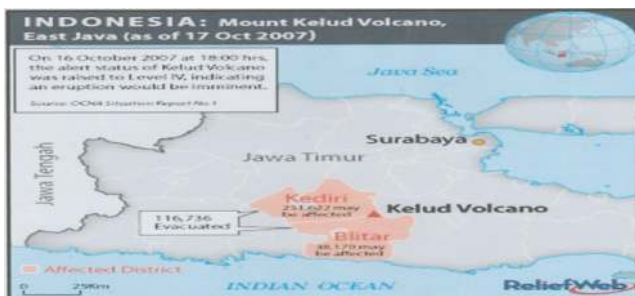 INDONESIA: Mount Kelud Volcano,
East Java (as of 17 Oct 2007)
On 16 October 2007 at 18:00 hrs,
the alert status of Kelud Volcano
was raised to Level IV, indicating
an eruption would be imminent.
Source: OCHA Situation Report No.1
Java Sea
Surabaya
Jawa Tengah
Jawa Timur
Kediri
may
be affected
Kelud Volcano
116,736
Evacuated
Blitar
may
be affected
Affected District
0 25Km
INDIAN OCEAN
ReliefWeb